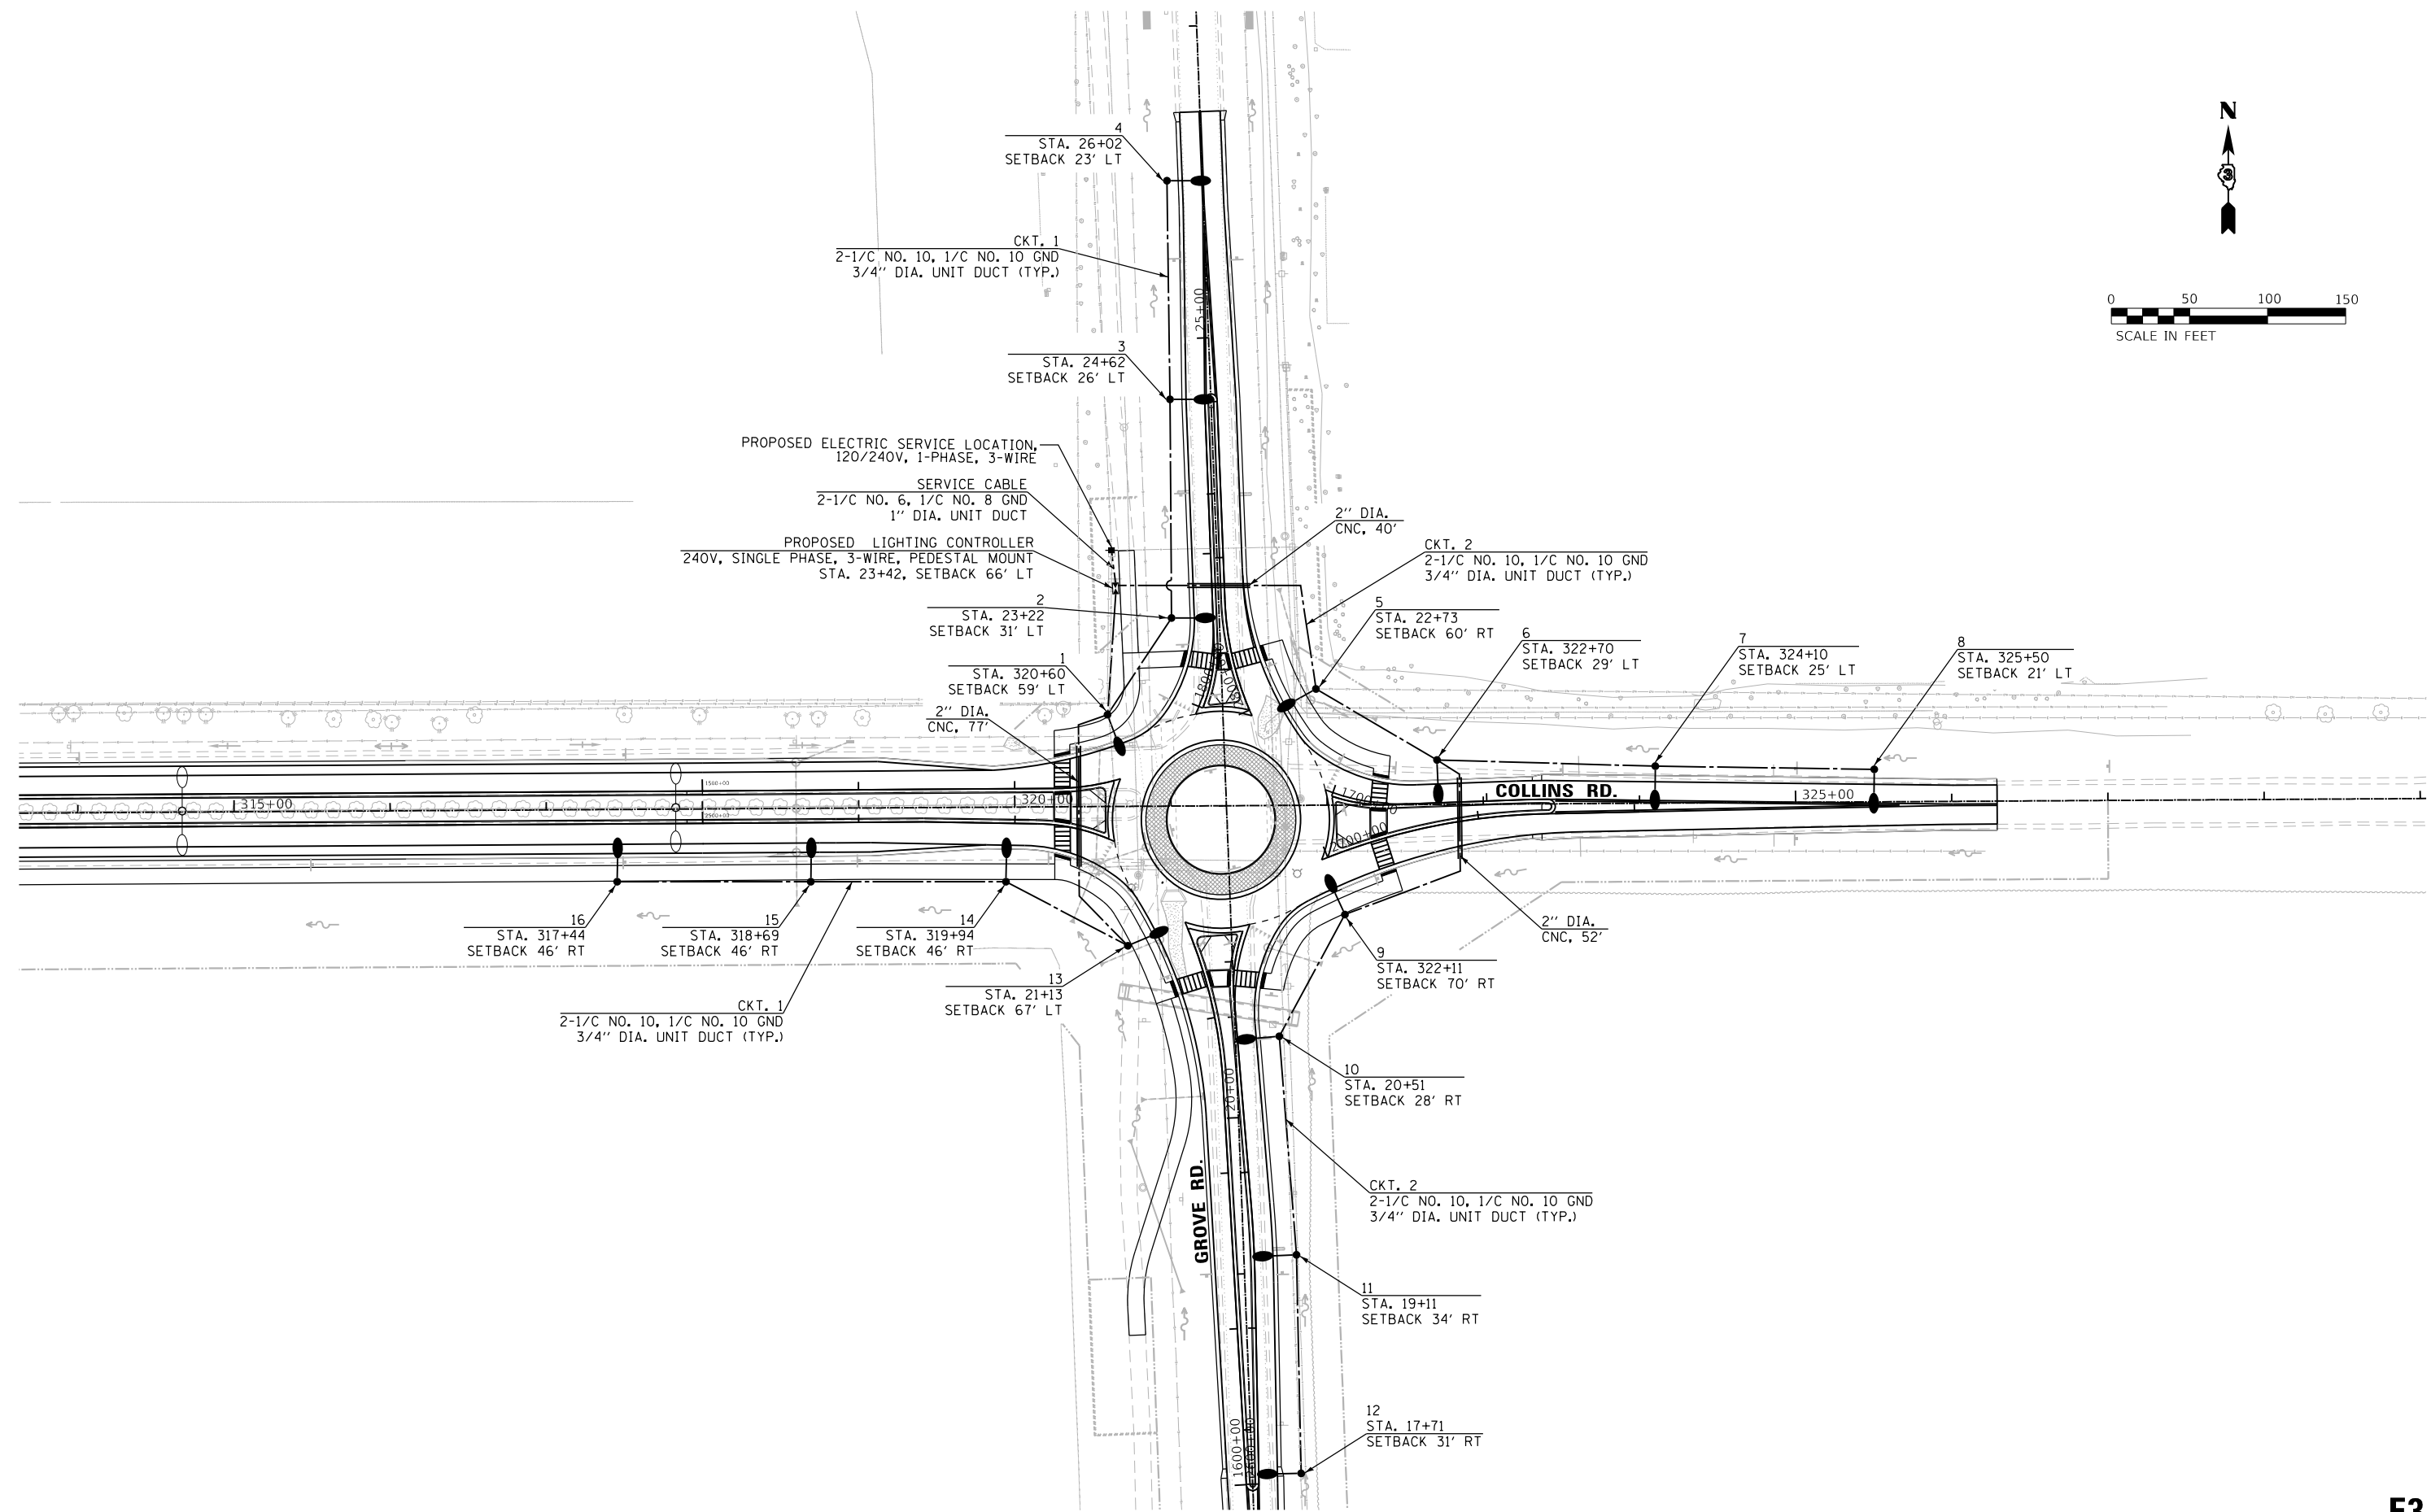 4
STA. 26+02
SETBACK 23' LT
N
3
CKT. 1
2-1/C NO. 10, 1/C NO. 10 GND
3/4'' DIA. UNIT DUCT (TYP.)
0 50 100 150
SCALE IN FEET
25+00
3
STA. 24+62
SETBACK 26' LT
PROPOSED ELECTRIC SERVICE LOCATION,
120/240V, 1-PHASE, 3-WIRE
SERVICE CABLE
2-1/C NO. 6, 1/C NO. 8 GND
1'' DIA. UNIT DUCT
PROPOSED LIGHTING CONTROLLER
240V, SINGLE PHASE, 3-WIRE, PEDESTAL MOUNT
STA. 23+42, SETBACK 66' LT
2'' DIA.
CNC, 40'
CKT. 2
2-1/C NO. 10, 1/C NO. 10 GND
3/4'' DIA. UNIT DUCT (TYP.)
2
STA. 23+22
SETBACK 31' LT
5
STA. 22+73
SETBACK 60' RT
6
STA. 322+70
SETBACK 29' LT
7
STA. 324+10
SETBACK 25' LT
8
STA. 325+50
SETBACK 21' LT
1
STA. 320+60
SETBACK 59' LT
2'' DIA.
CNC, 77'
315+00
320+00
COLLINS RD.
325+00
16
STA. 317+44
SETBACK 46' RT
15
STA. 318+69
SETBACK 46' RT
14
STA. 319+94
SETBACK 46' RT
2'' DIA.
CNC, 52'
9
STA. 322+11
SETBACK 70' RT
13
STA. 21+13
SETBACK 67' LT
CKT. 1
2-1/C NO. 10, 1/C NO. 10 GND
3/4'' DIA. UNIT DUCT (TYP.)
10
STA. 20+51
SETBACK 28' RT
20+00
GROVE RD.
CKT. 2
2-1/C NO. 10, 1/C NO. 10 GND
3/4'' DIA. UNIT DUCT (TYP.)
11
STA. 19+11
SETBACK 34' RT
12
STA. 17+71
SETBACK 31' RT
1600+00